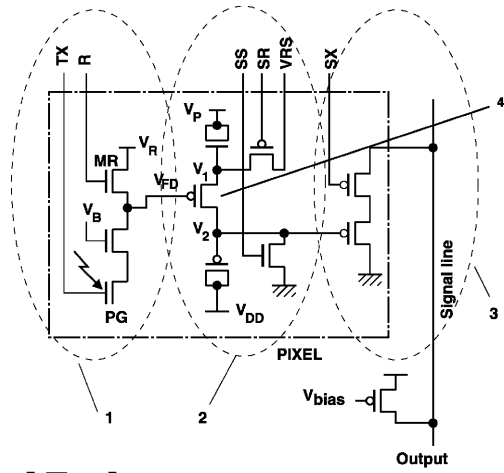 TX
R
SS
SR
VRS
SX
VP
4
MR
VR
V1
VFD
VB
V2
PG
VDD
Signal line
3
PIXEL
1
2
Vbias
Output